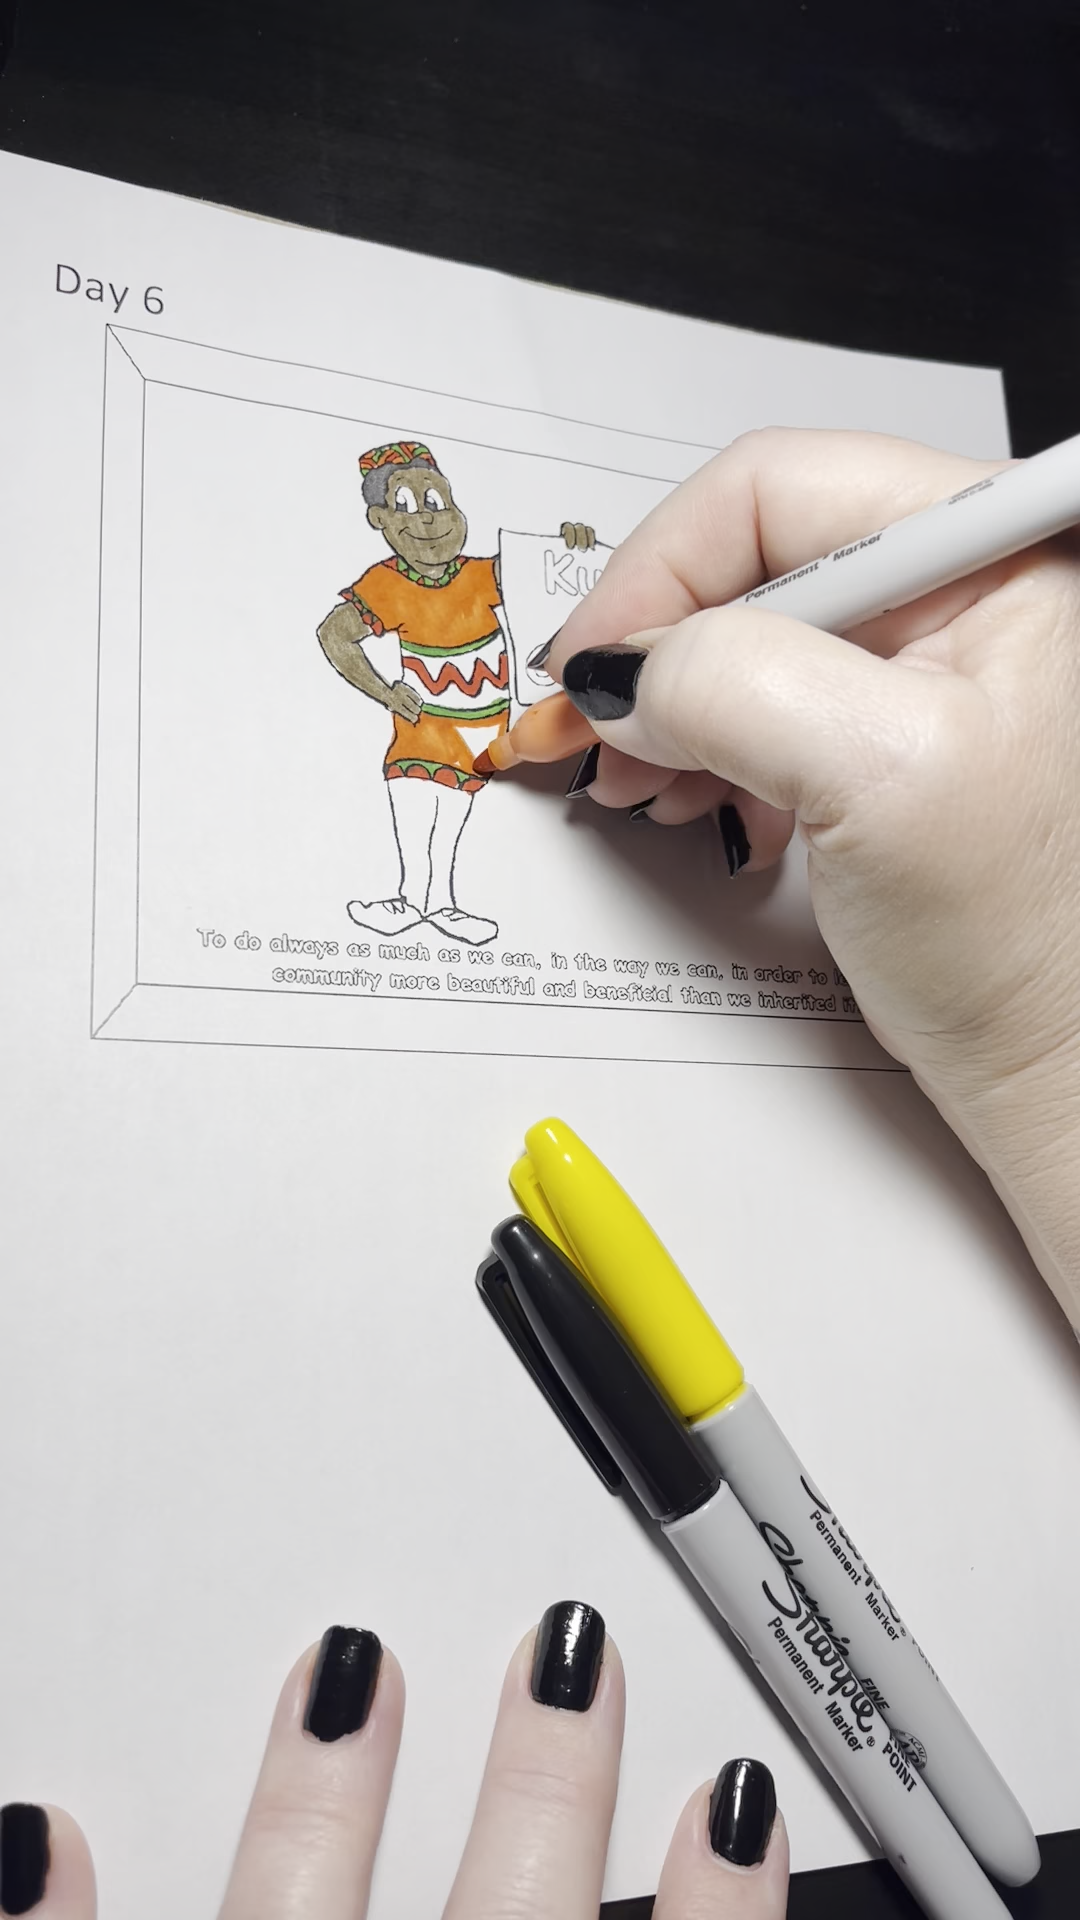 Day 6
Ku
To do always as much as we can, in the way we can, in order to
community more beautiful and beneficial than we inherited it
Permanent Marker
Sharpie
Permanent Marker
FINE
POINT
Permanent Marker